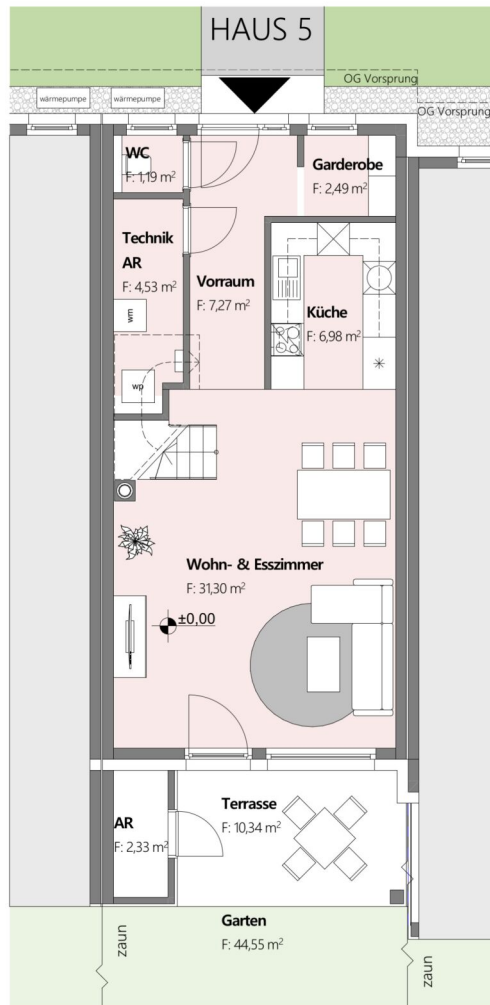 HAUS 5
OG Vorsprung
wärmepumpe
wärmepumpe
OG Vorsprung
WC
F: 1,19 m²
Garderobe
F: 2,49 m²
Technik
AR
F: 4,53 m²
Vorraum
F: 7,27 m²
Küche
F: 6,98 m²
wm
wp
Wohn- & Esszimmer
F: 31,30 m²
±0,00
Terrasse
F: 10,34 m²
AR
F: 2,33 m²
Garten
F: 44,55 m²
zaun
zaun